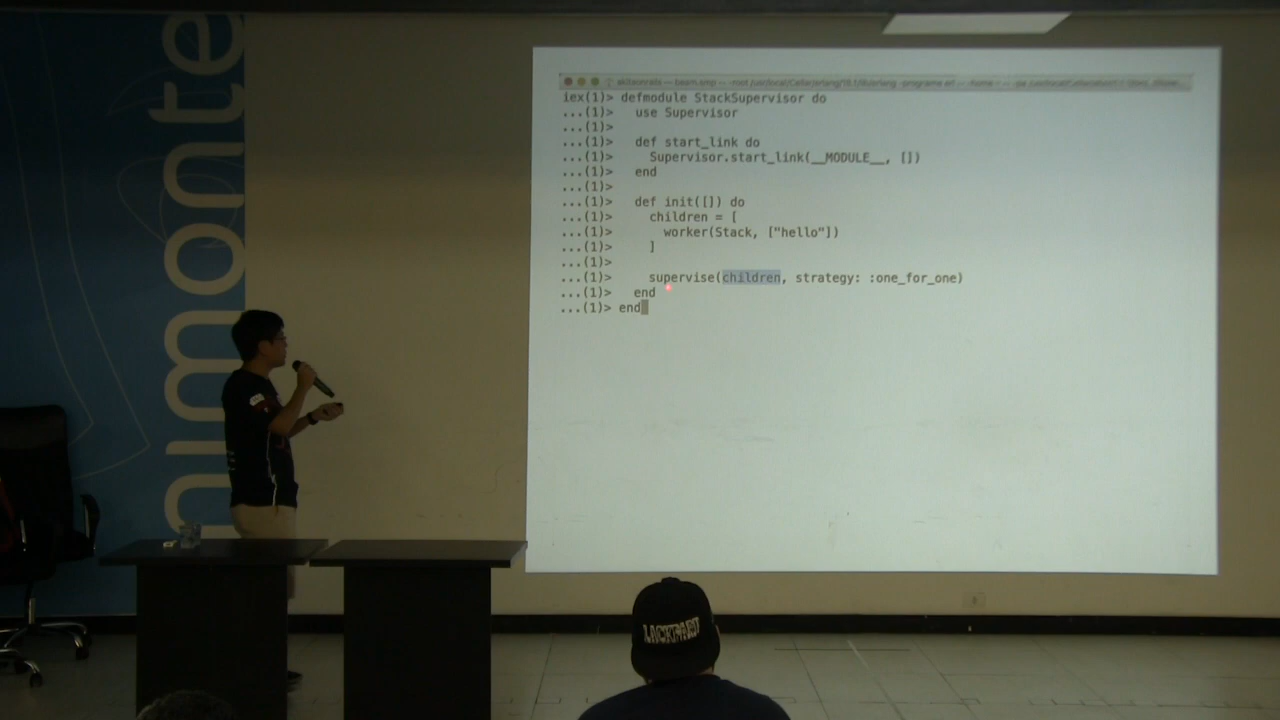 iex(1)> defmodule StackSupervisor do
...(1)>   use Supervisor
...(1)>
...(1)>   def start_link do
...(1)>     Supervisor.start_link(__MODULE__, [])
...(1)>   end
...(1)>
...(1)>   def init([]) do
...(1)>     children = [
...(1)>       worker(Stack, ["hello"])
...(1)>     ]
...(1)>
...(1)>     supervise(children, strategy: :one_for_one)
...(1)>   end
...(1)> end
nimonte